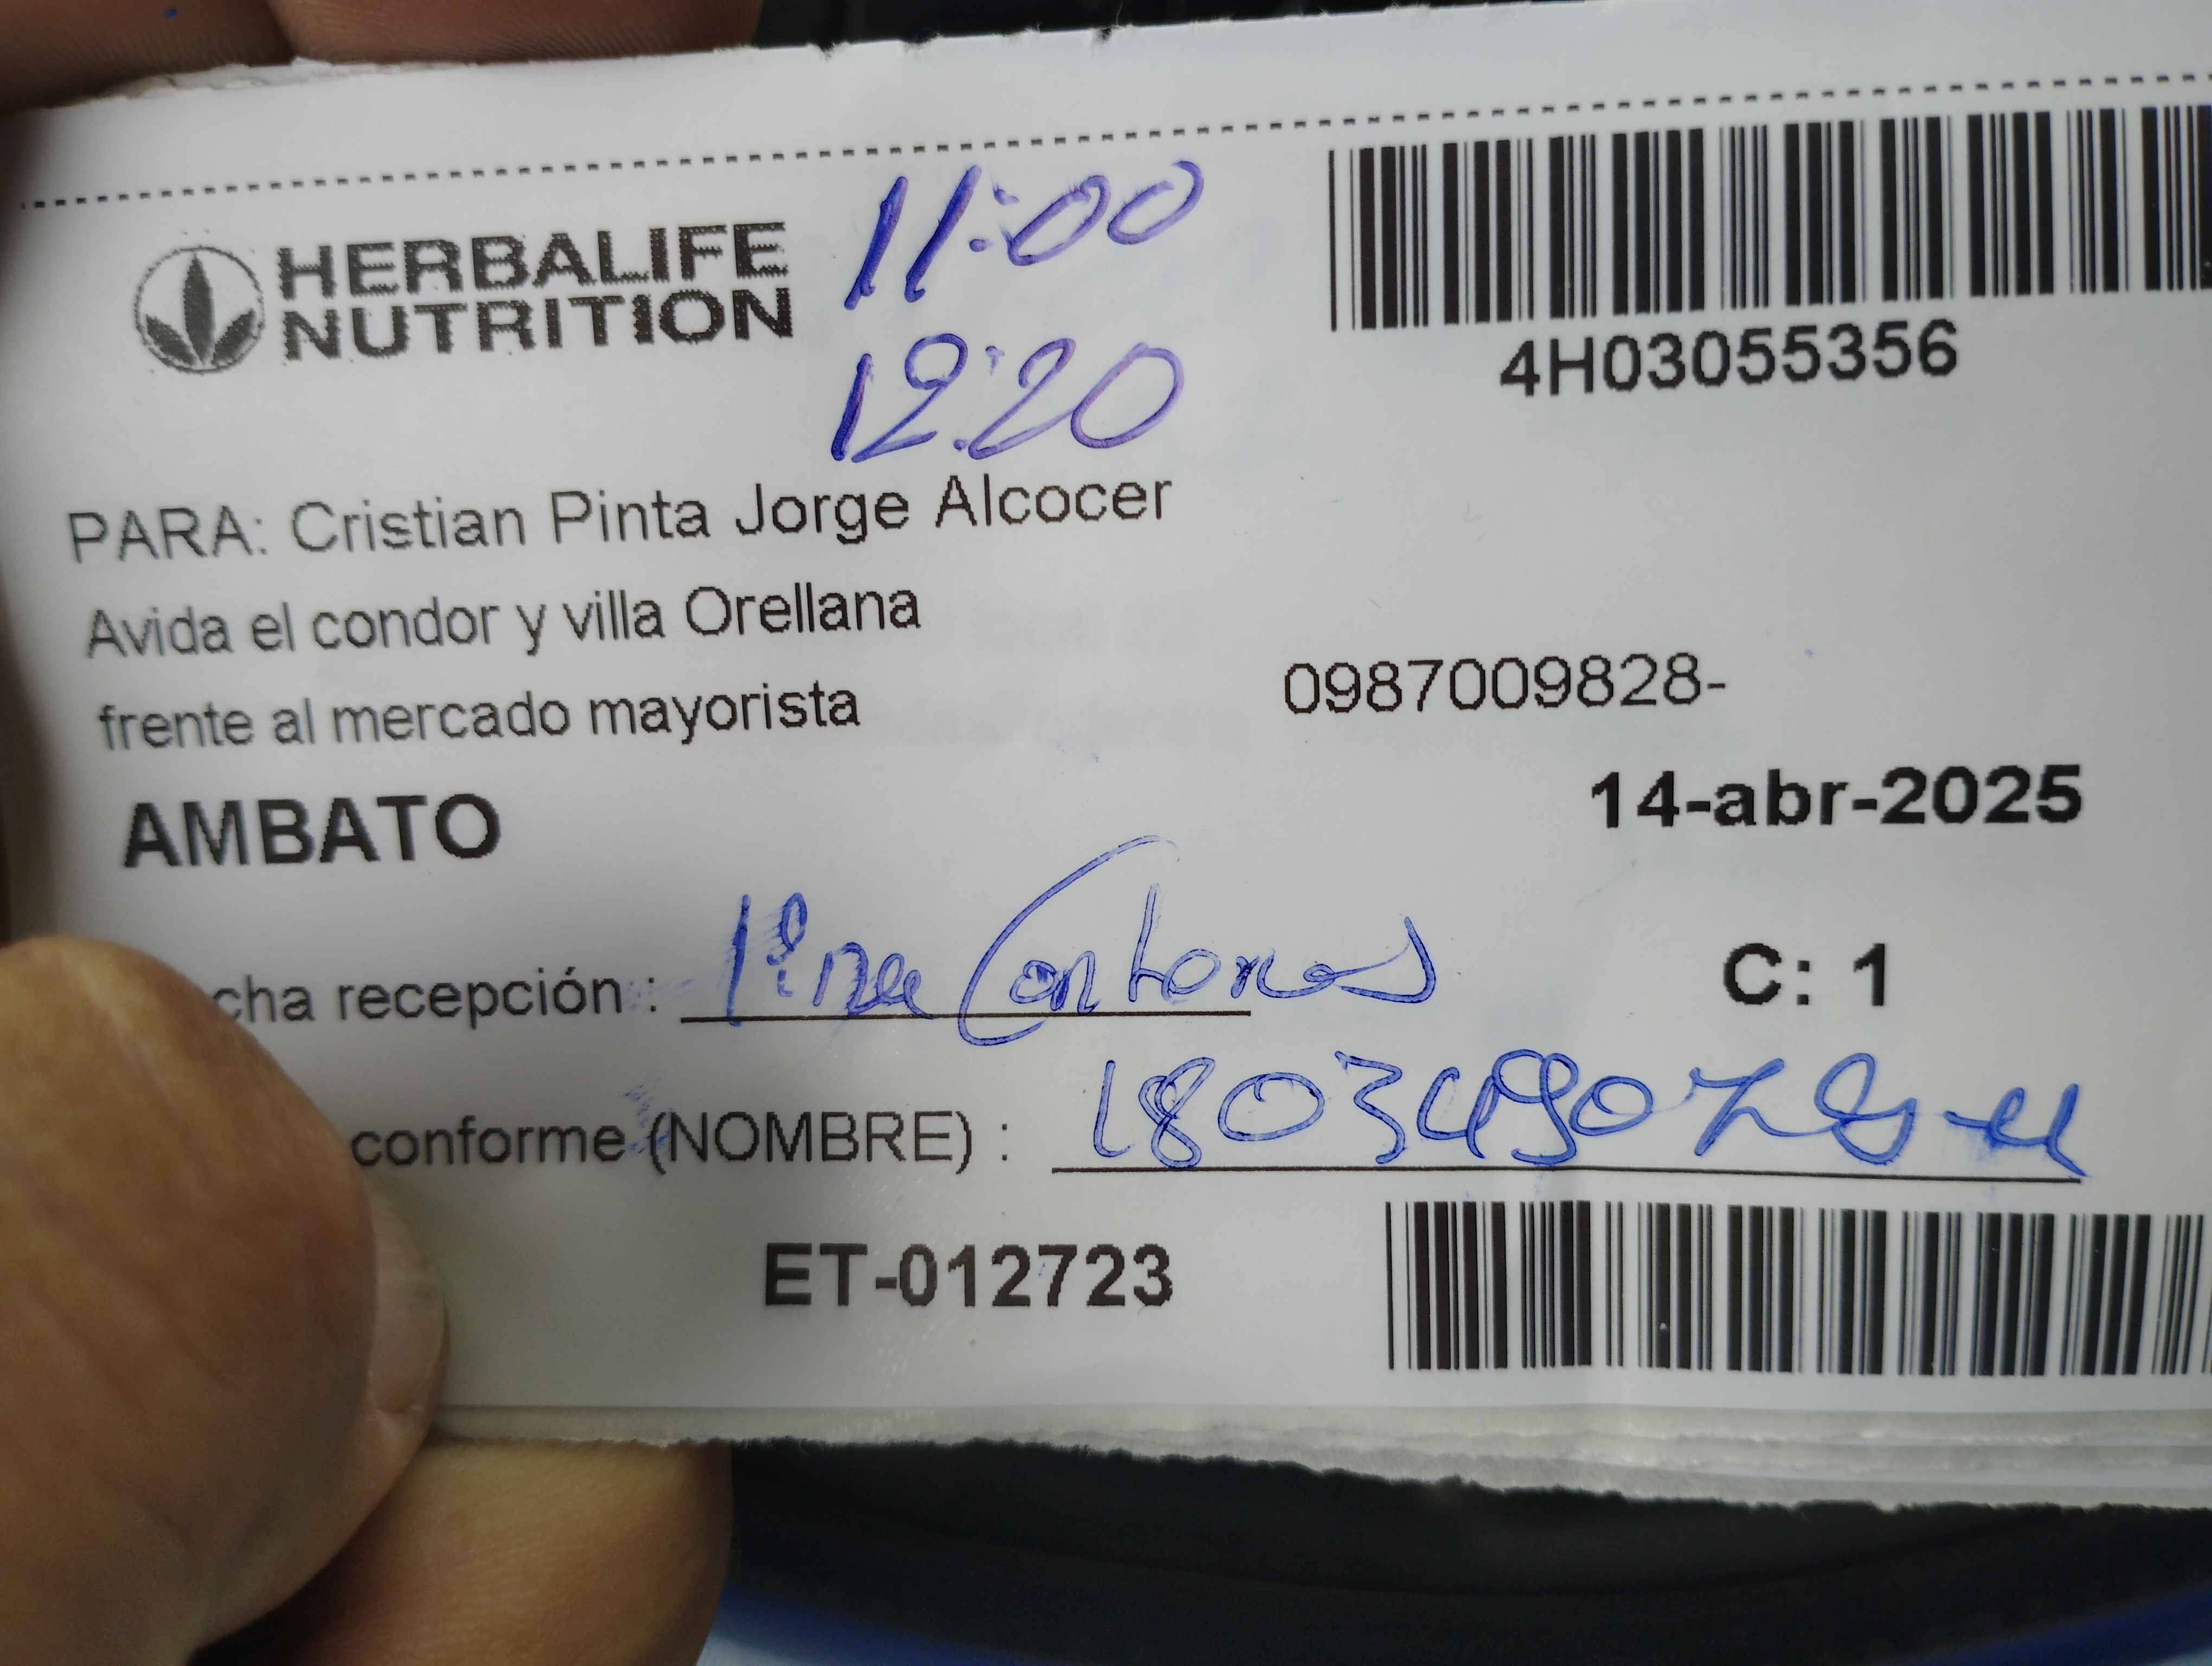 HERBALIFE
NUTRITION
11:00
12:20
4H03055356
PARA: Cristian Pinta Jorge Alcocer
Avida el condor y villa Orellana
frente al mercado mayorista
0987009828-
AMBATO
14-abr-2025
cha recepción :
C: 1
conforme (NOMBRE) :
ET-012723